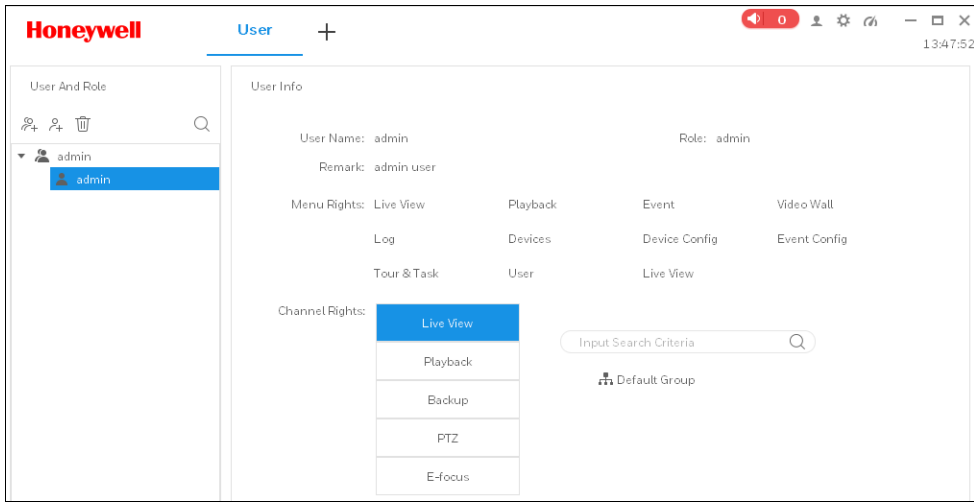 Honeywell
User
+
0
13:47:52
User And Role
admin
admin
User Info
User Name: admin
Role: admin
Remark: admin user
Menu Rights: Live View Playback Event Video Wall
Log Devices Device Config Event Config
Tour & Task User Live View
Channel Rights:
Live View
Playback
Backup
PTZ
E-focus
Input Search Criteria
Default Group